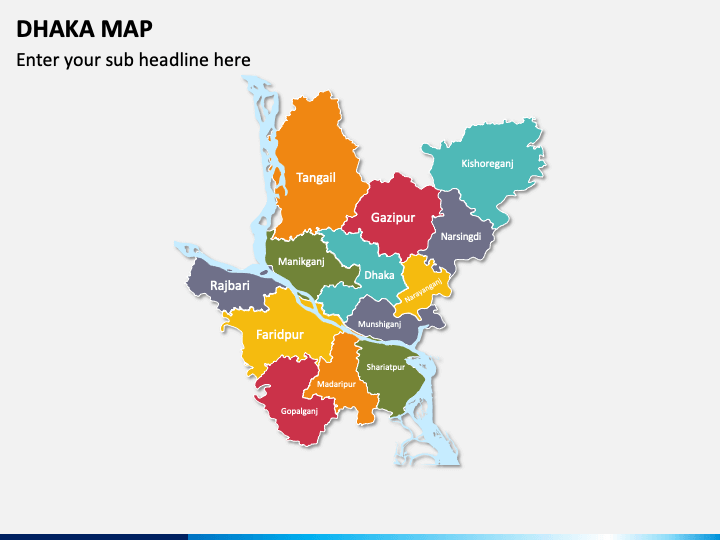 DHAKA MAP
Enter your sub headline here
Kishoreganj
Tangail
Gazipur
Narsingdi
Manikganj
Dhaka
Rajbari
Narayanganj
Munshiganj
Faridpur
Shariatpur
Madaripur
Gopalganj